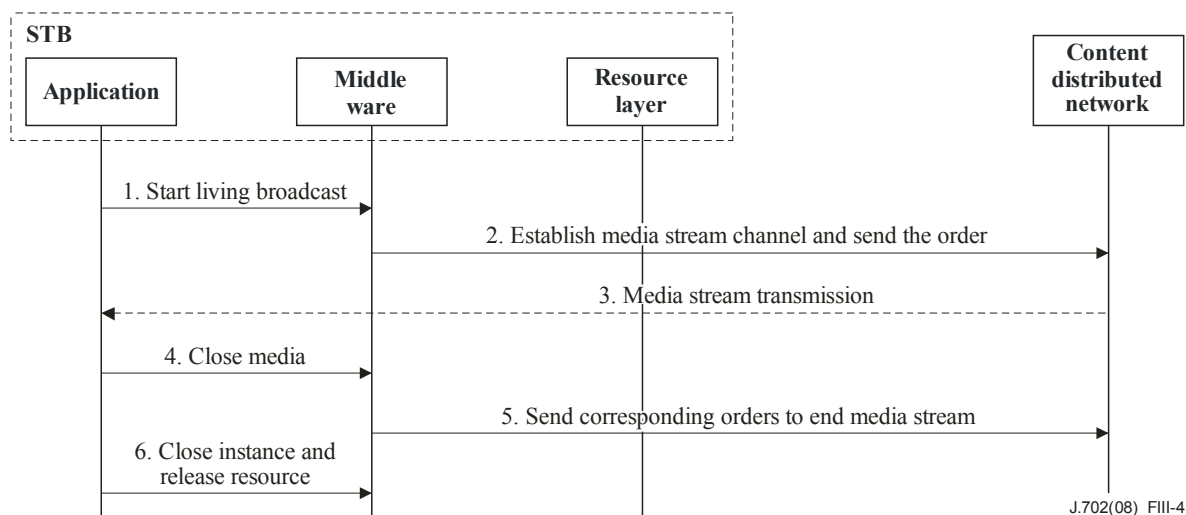 STB
Application
Middle
ware
Resource
layer
Content
distributed
network
1. Start living broadcast
2. Establish media stream channel and send the order
3. Media stream transmission
4. Close media
5. Send corresponding orders to end media stream
6. Close instance and
release resource
J.702(08)_FIII-4